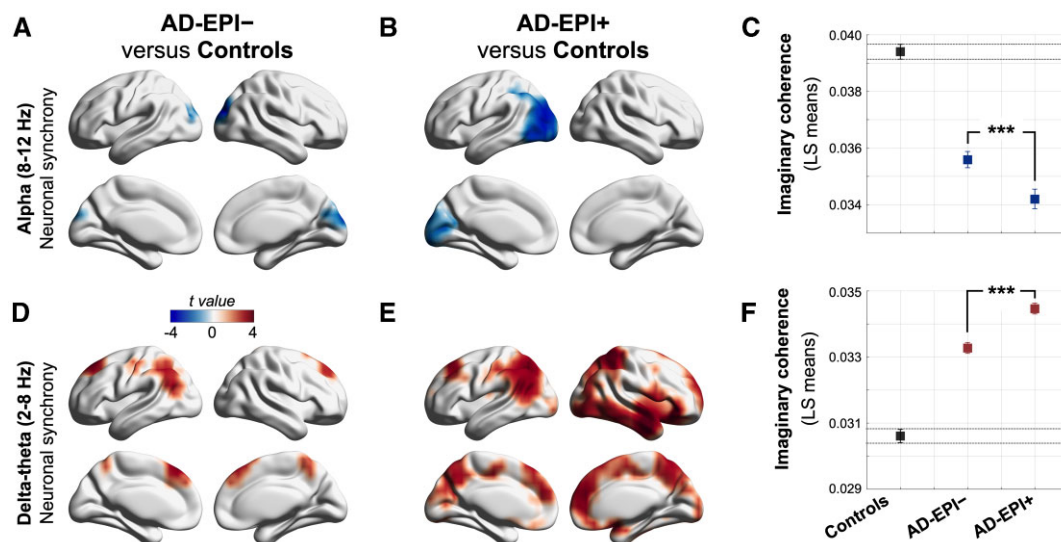 A
AD-EPI−
versus Controls
B
AD-EPI+
versus Controls
C
Alpha (8-12 Hz)
Neuronal synchrony
Imaginary coherence
(LS means)
0.040
0.038
0.036
0.034
***
D
t value
-4
0
4
E
F
Delta-theta (2-8 Hz)
Neuronal synchrony
Imaginary coherence
(LS means)
0.035
0.033
0.031
0.029
***
Controls
AD-EPI−
AD-EPI+